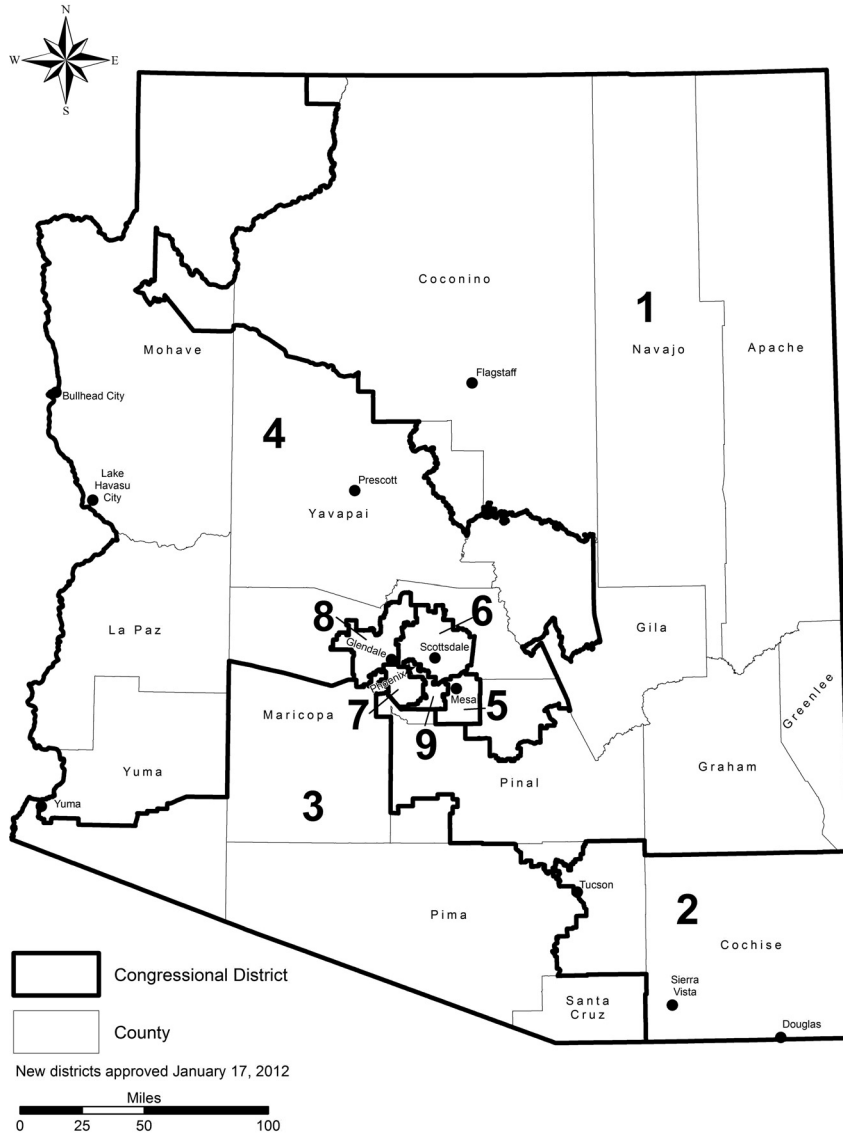 N
W E
S
Coconino
1
Mohave
Navajo
Apache
Flagstaff
Bullhead City
4
Prescott
Lake
Havasu
City
Yavapai
La Paz
8
6
Gila
Glendale
Scottsdale
Phoenix
Mesa
Maricopa
7
5
9
Greenlee
Yuma
Yuma
Pinal
Graham
3
Tucson
Pima
2
Cochise
Sierra
Vista
Santa
Cruz
Douglas
Congressional District
County
New districts approved January 17, 2012
Miles
0 25 50 100